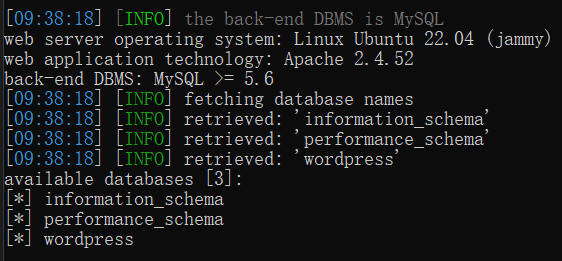 [09:38:18] [INFO] the back-end DBMS is MySQL
web server operating system: Linux Ubuntu 22.04 (jammy)
web application technology: Apache 2.4.52
back-end DBMS: MySQL >= 5.6
[09:38:18] [INFO] fetching database names
[09:38:18] [INFO] retrieved: 'information_schema'
[09:38:18] [INFO] retrieved: 'performance_schema'
[09:38:18] [INFO] retrieved: 'wordpress'
available databases [3]:
[*] information_schema
[*] performance_schema
[*] wordpress